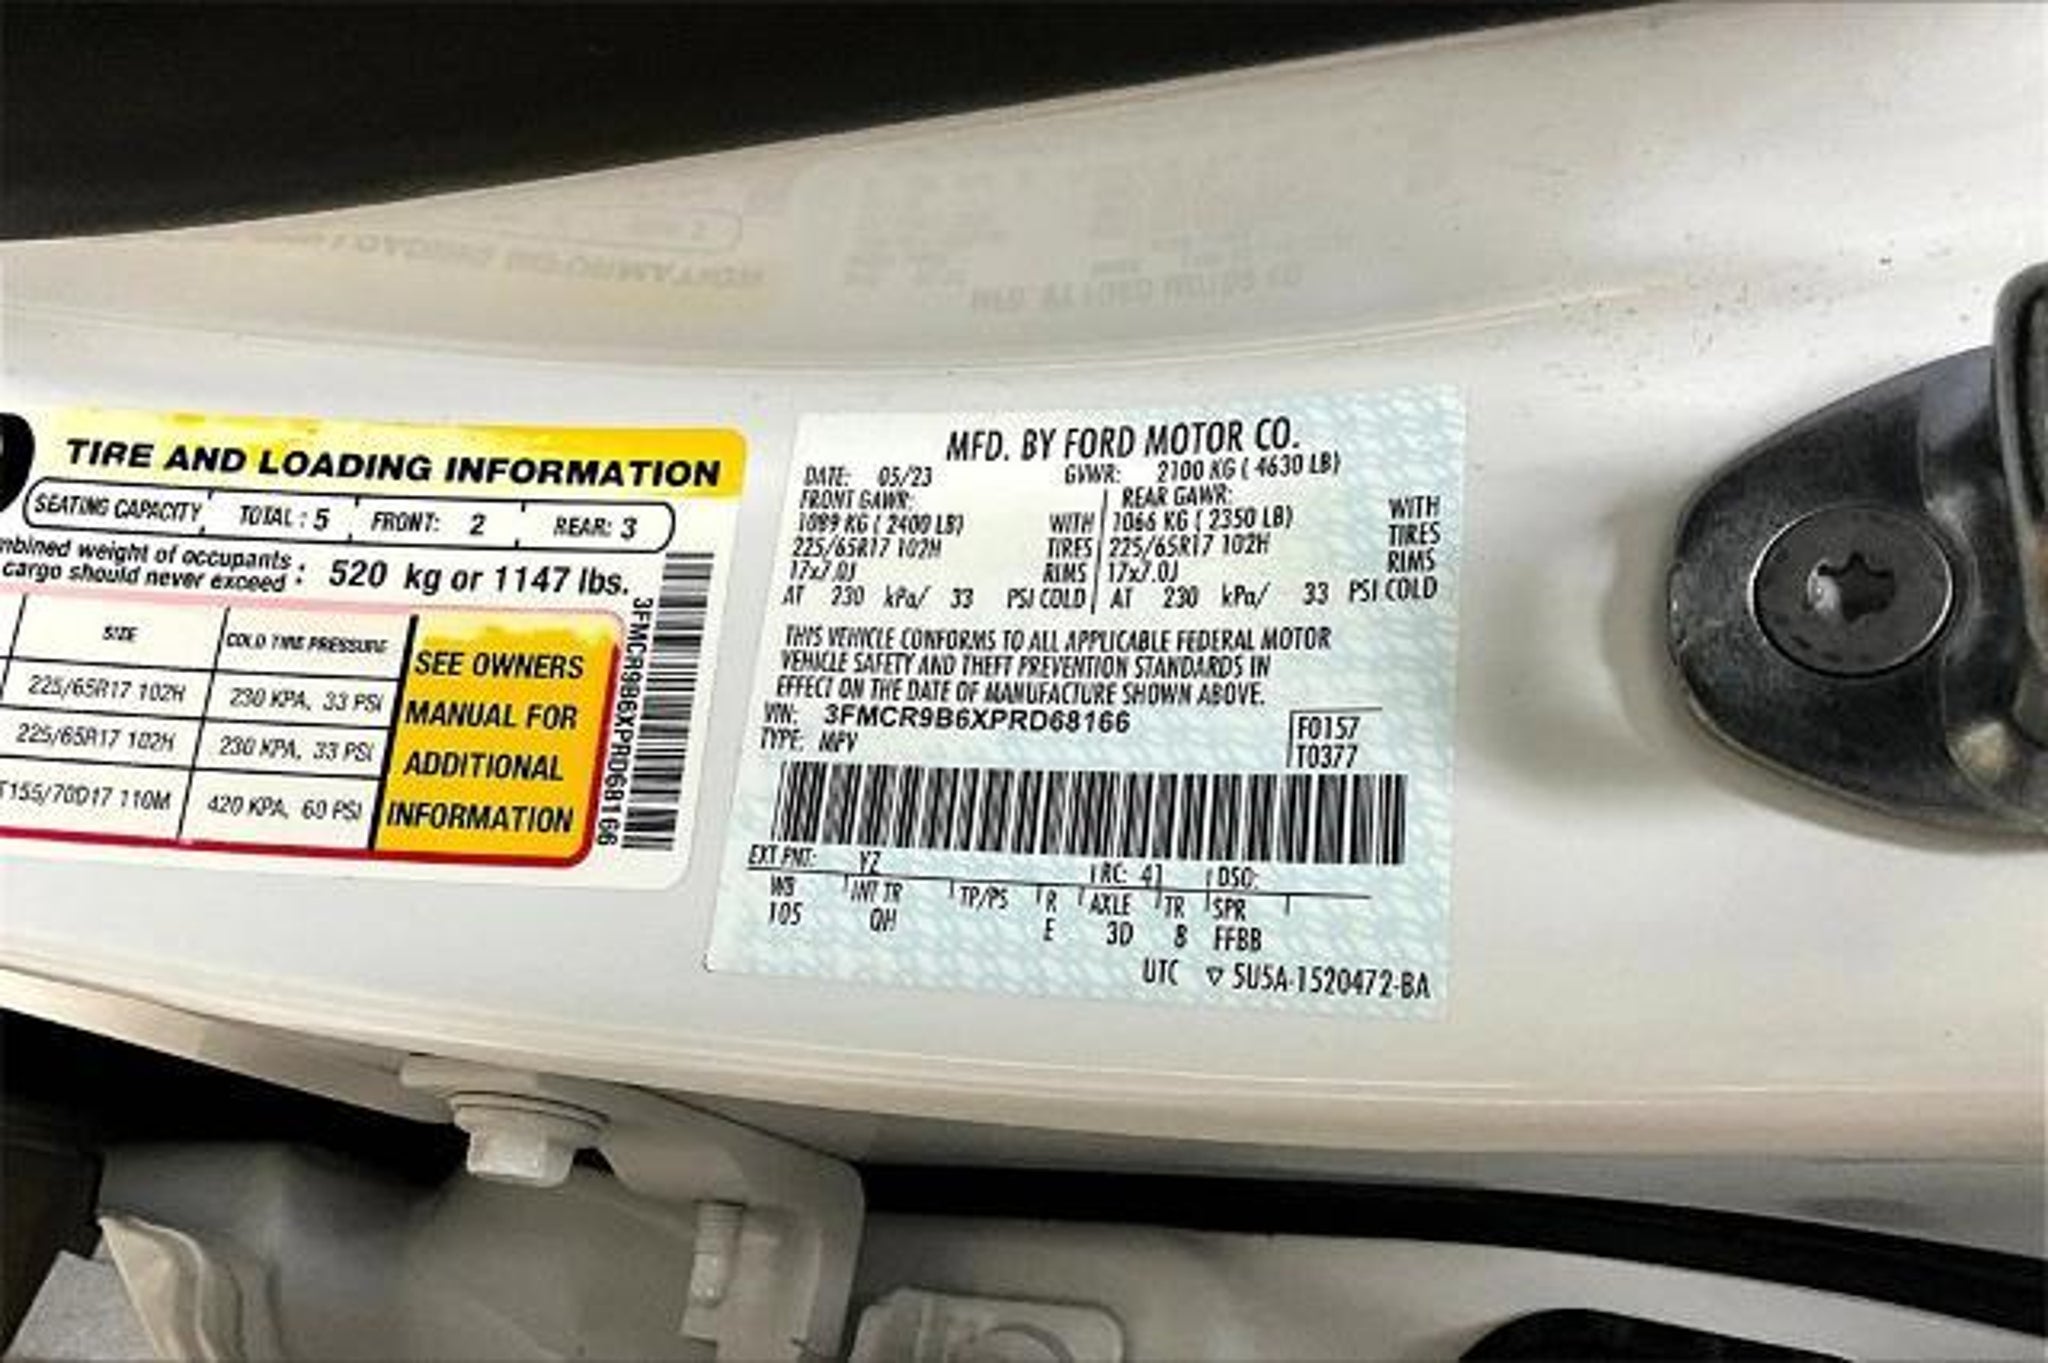 TIRE AND LOADING INFORMATION
SEATING CAPACITY TOTAL : 5 FRONT: 2 REAR: 3
weight of occupants :
cargo should never exceed : 520 kg or 1147 lbs.
SIZE COLD TIRE PRESSURE
225/65R17 102H 230 KPA, 33 PSI
225/65R17 102H 230 KPA, 33 PSI
T155/70D17 110M 420 KPA, 60 PSI
SEE OWNERS
MANUAL FOR
ADDITIONAL
INFORMATION
3FMCR9B6XPRD68166
MFD. BY FORD MOTOR CO.
DATE: 05/23 GVWR: 2100 KG ( 4630 LB)
FRONT GAWR: REAR GAWR:
1089 KG ( 2400 LB) WITH 1066 KG ( 2350 LB) WITH
225/65R17 102H TIRES 225/65R17 102H TIRES
17x7.0J RIMS 17x7.0J RIMS
AT 230 kPa/ 33 PSI COLD AT 230 kPa/ 33 PSI COLD
THIS VEHICLE CONFORMS TO ALL APPLICABLE FEDERAL MOTOR
VEHICLE SAFETY AND THEFT PREVENTION STANDARDS IN
EFFECT ON THE DATE OF MANUFACTURE SHOWN ABOVE.
VIN: 3FMCR9B6XPRD68166 F0157
TYPE: MPV T0377
EXT PNT: YZ RC: 41 DSO:
WB INT TR TP/PS R AXLE TR SPR
105 QH E 3D 8 FFBB
UTC ▽ 5U5A-1520472-BA